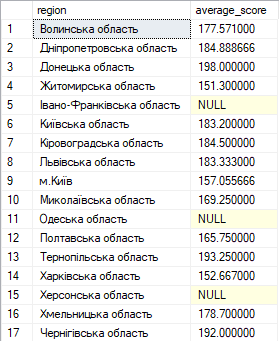 region average_score
1 Волинська область 177.571000
2 Дніпропетровська область 184.888666
3 Донецька область 198.000000
4 Житомирська область 151.300000
5 Івано-Франківська область NULL
6 Київська область 183.200000
7 Кіровоградська область 184.500000
8 Львівська область 183.333000
9 м.Київ 157.055666
10 Миколаївська область 169.250000
11 Одеська область NULL
12 Полтавська область 165.750000
13 Тернопільська область 193.250000
14 Харківська область 152.667000
15 Херсонська область NULL
16 Хмельницька область 178.700000
17 Чернігівська область 192.000000